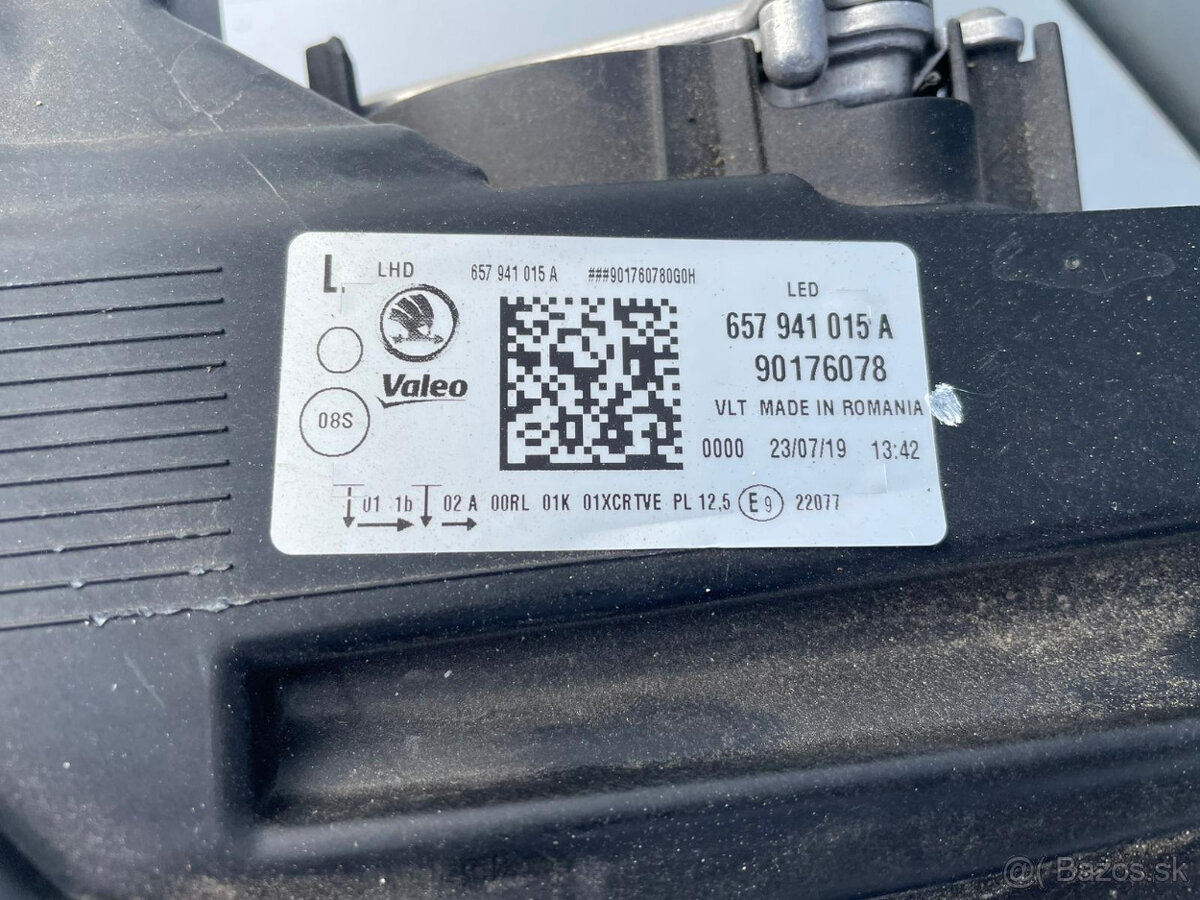 L LHD 657 941 015 A ###901760780G0H
LED
657 941 015 A
90176078
Valeo
VLT MADE IN ROMANIA
08S
0000 23/07/19 13:42
01 1b 02 A 00RL 01K 01XCRTVE PL 12,5 E9 22077
@( Bazos.sk